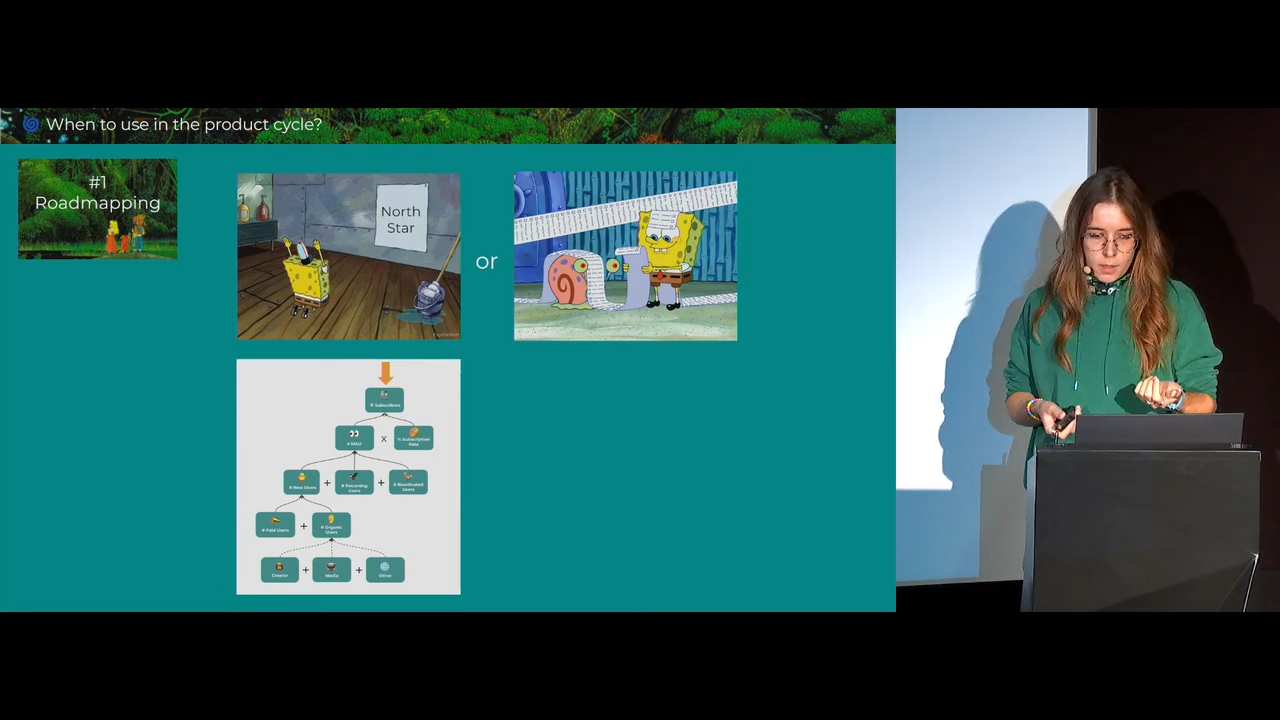 When to use in the product cycle?
#1
Roadmapping
North
Star
or
# Subscribers
# MAU
x
% Subscription
Rate
# New Users
+
# Returning
Users
+
# Reactivated
Users
# Paid Users
+
# Organic
Users
Creator
+
Media
+
Other